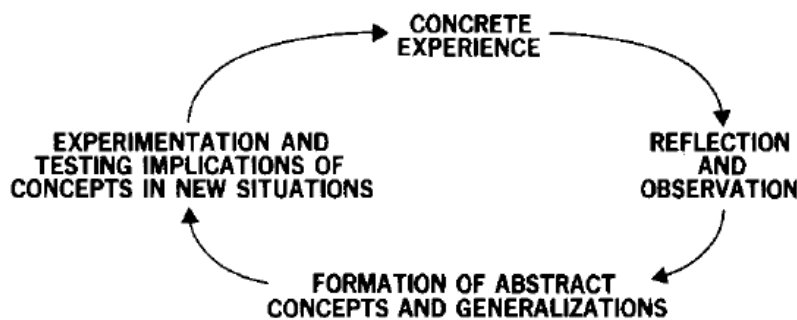 CONCRETE
EXPERIENCE
EXPERIMENTATION AND
TESTING IMPLICATIONS OF
CONCEPTS IN NEW SITUATIONS
REFLECTION
AND
OBSERVATION
FORMATION OF ABSTRACT
CONCEPTS AND GENERALIZATIONS